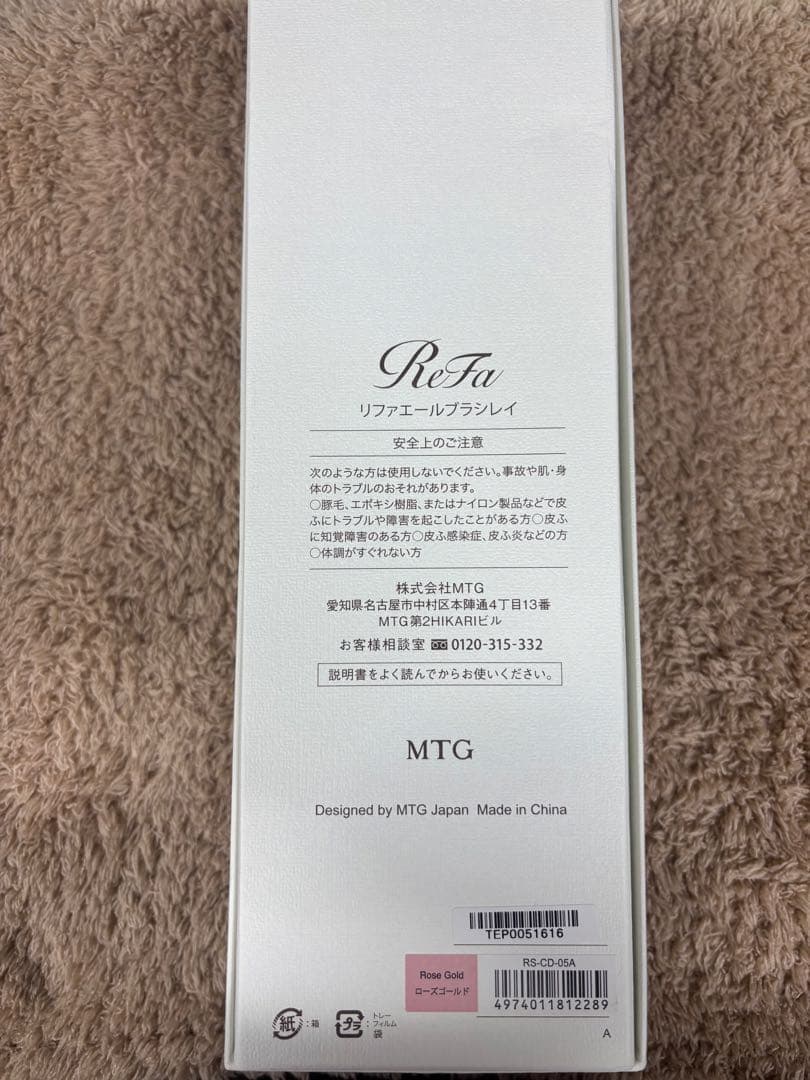 ReFa
リファエールブラシレイ
安全上のご注意
次のような方は使用しないでください。事故や肌・身
体のトラブルのおそれがあります。
○豚毛、エポキシ樹脂、またはナイロン製品などで皮
ふにトラブルや障害を起こしたことがある方○皮ふ
に知覚障害のある方○皮ふ感染症、皮ふ炎などの方
○体調がすぐれない方
株式会社MTG
愛知県名古屋市中村区本陣通4丁目13番
MTG第2HIKARIビル
お客様相談室 0120-315-332
説明書をよく読んでからお使いください。
MTG
Designed by MTG Japan Made in China
TEP0051616
RS-CD-05A
Rose Gold
ローズゴールド
4974011812289
紙:箱
プラ:トレー
フィルム
袋
A